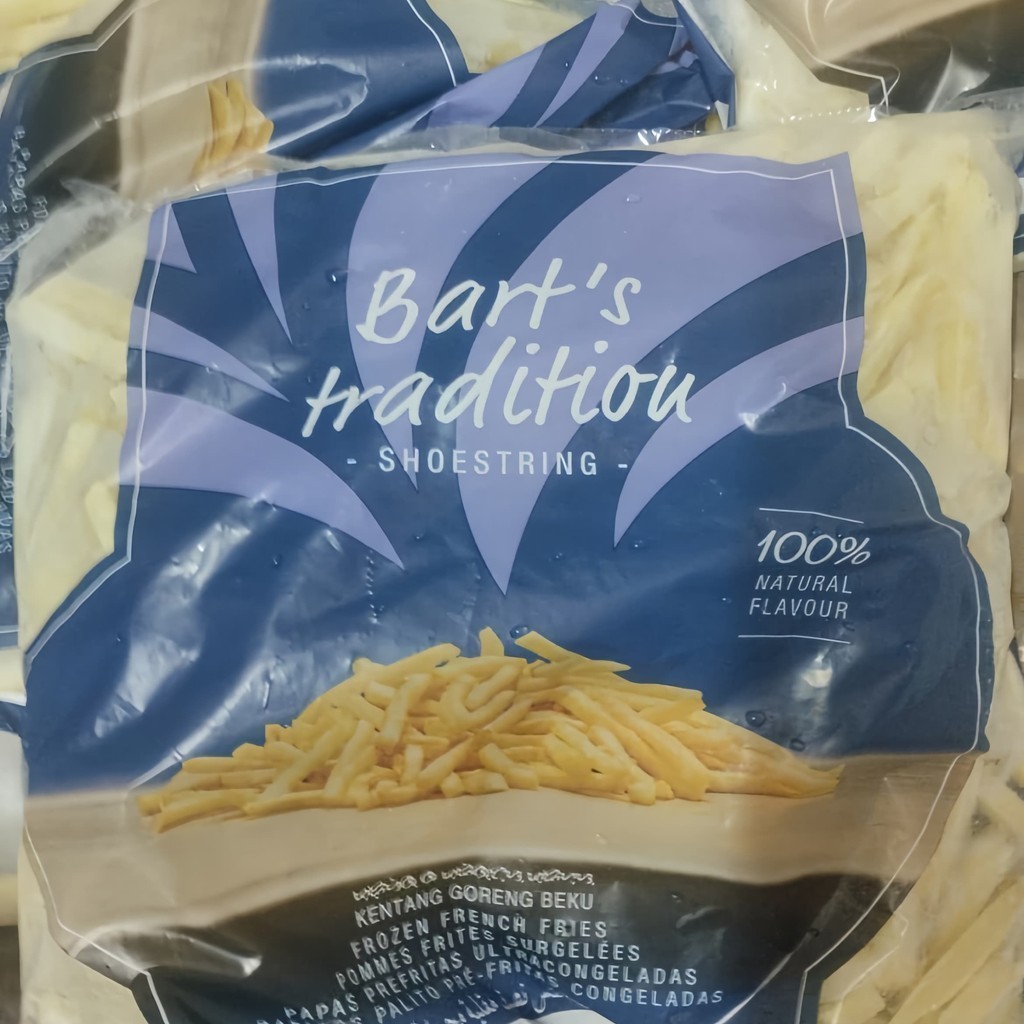 Bart's
tradition
- SHOESTRING -
100%
NATURAL
FLAVOUR
KENTANG GORENG BEKU
FROZEN FRENCH FRIES
POMMES FRITES SURGELÉES
PAPAS PREFRITAS ULTRACONGELADAS
PALITO PRÉ-FRITAS CONGELADAS